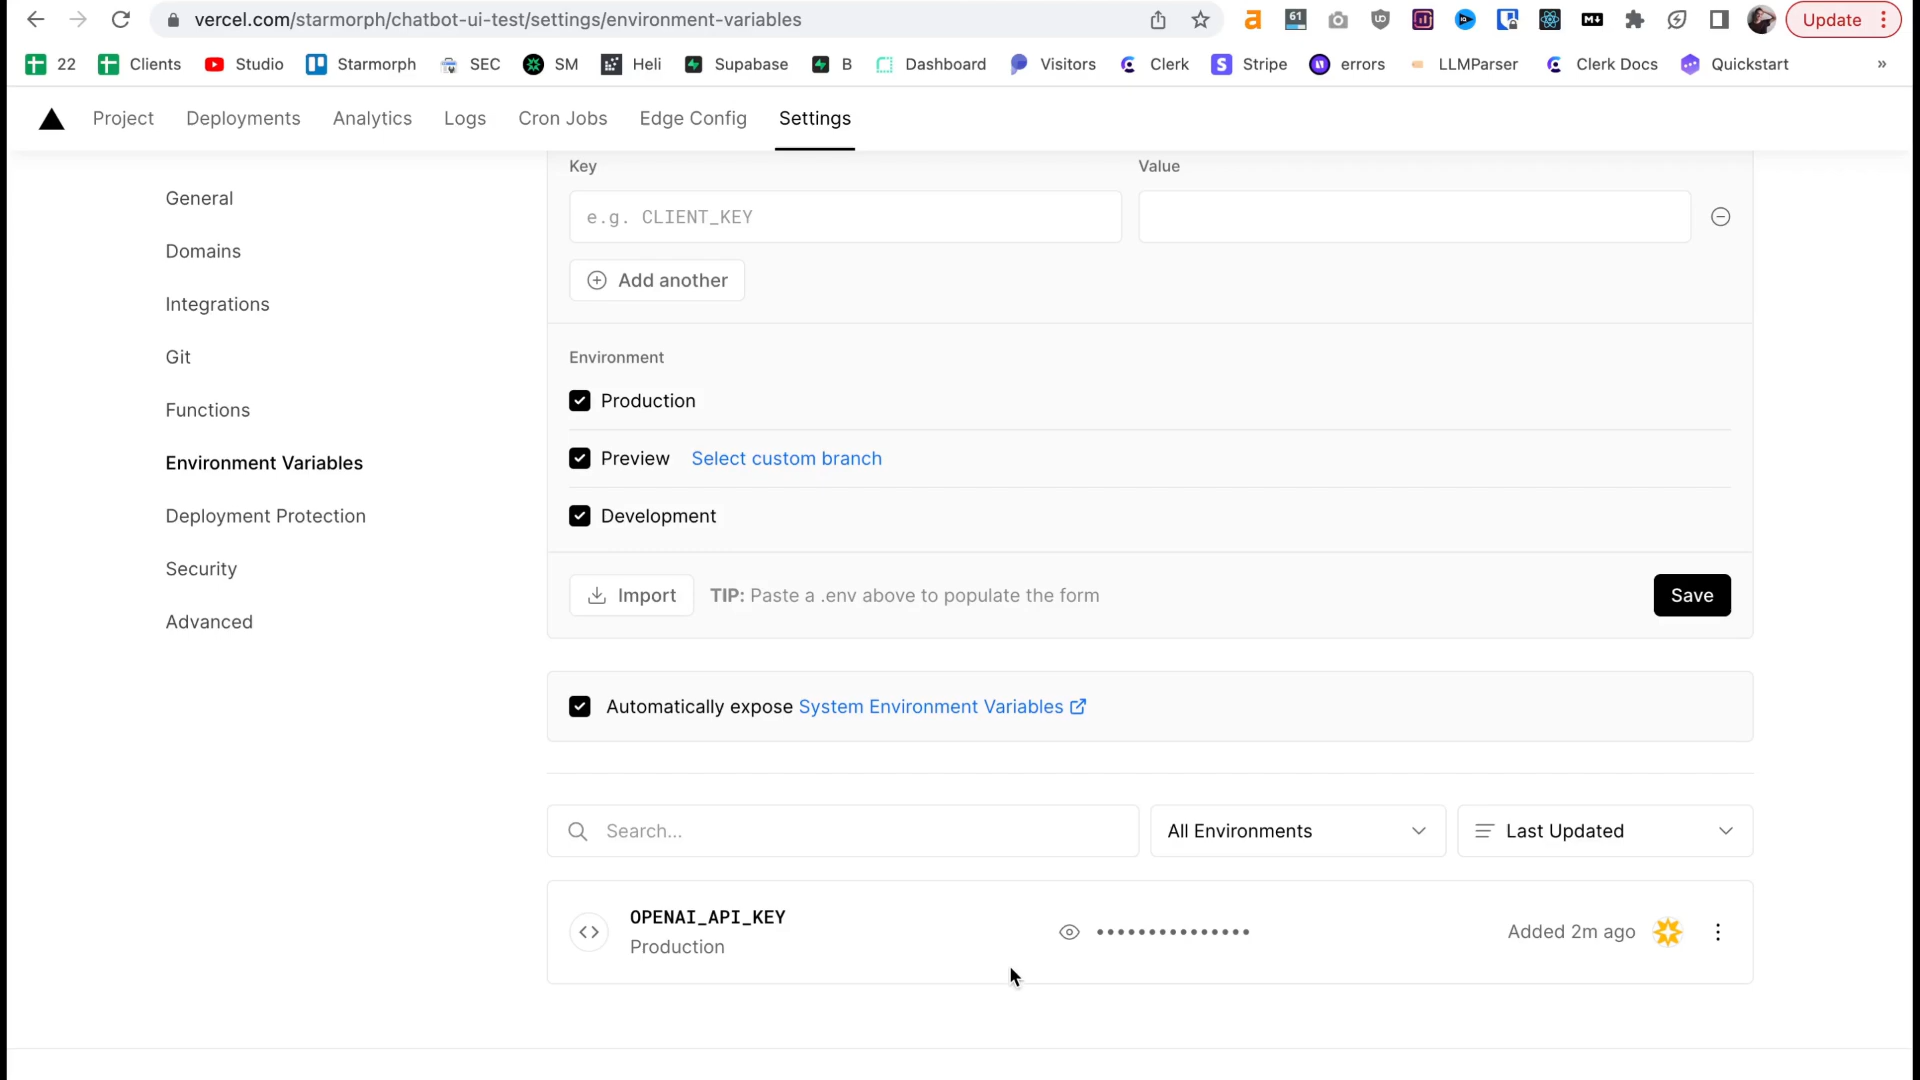 vercel.com/starmorph/chatbot-ui-test/settings/environment-variables
61
Update
22 Clients Studio Starmorph SEC SM Heli Supabase B Dashboard Visitors Clerk Stripe errors LLMParser Clerk Docs Quickstart »
Project Deployments Analytics Logs Cron Jobs Edge Config Settings
General
Domains
Integrations
Git
Functions
Environment Variables
Deployment Protection
Security
Advanced
Key Value
e.g. CLIENT_KEY
Add another
Environment
Production
Preview Select custom branch
Development
Import TIP: Paste a .env above to populate the form Save
Automatically expose System Environment Variables
Search... All Environments Last Updated
OPENAI_API_KEY
Production
••••••••••••••• Added 2m ago